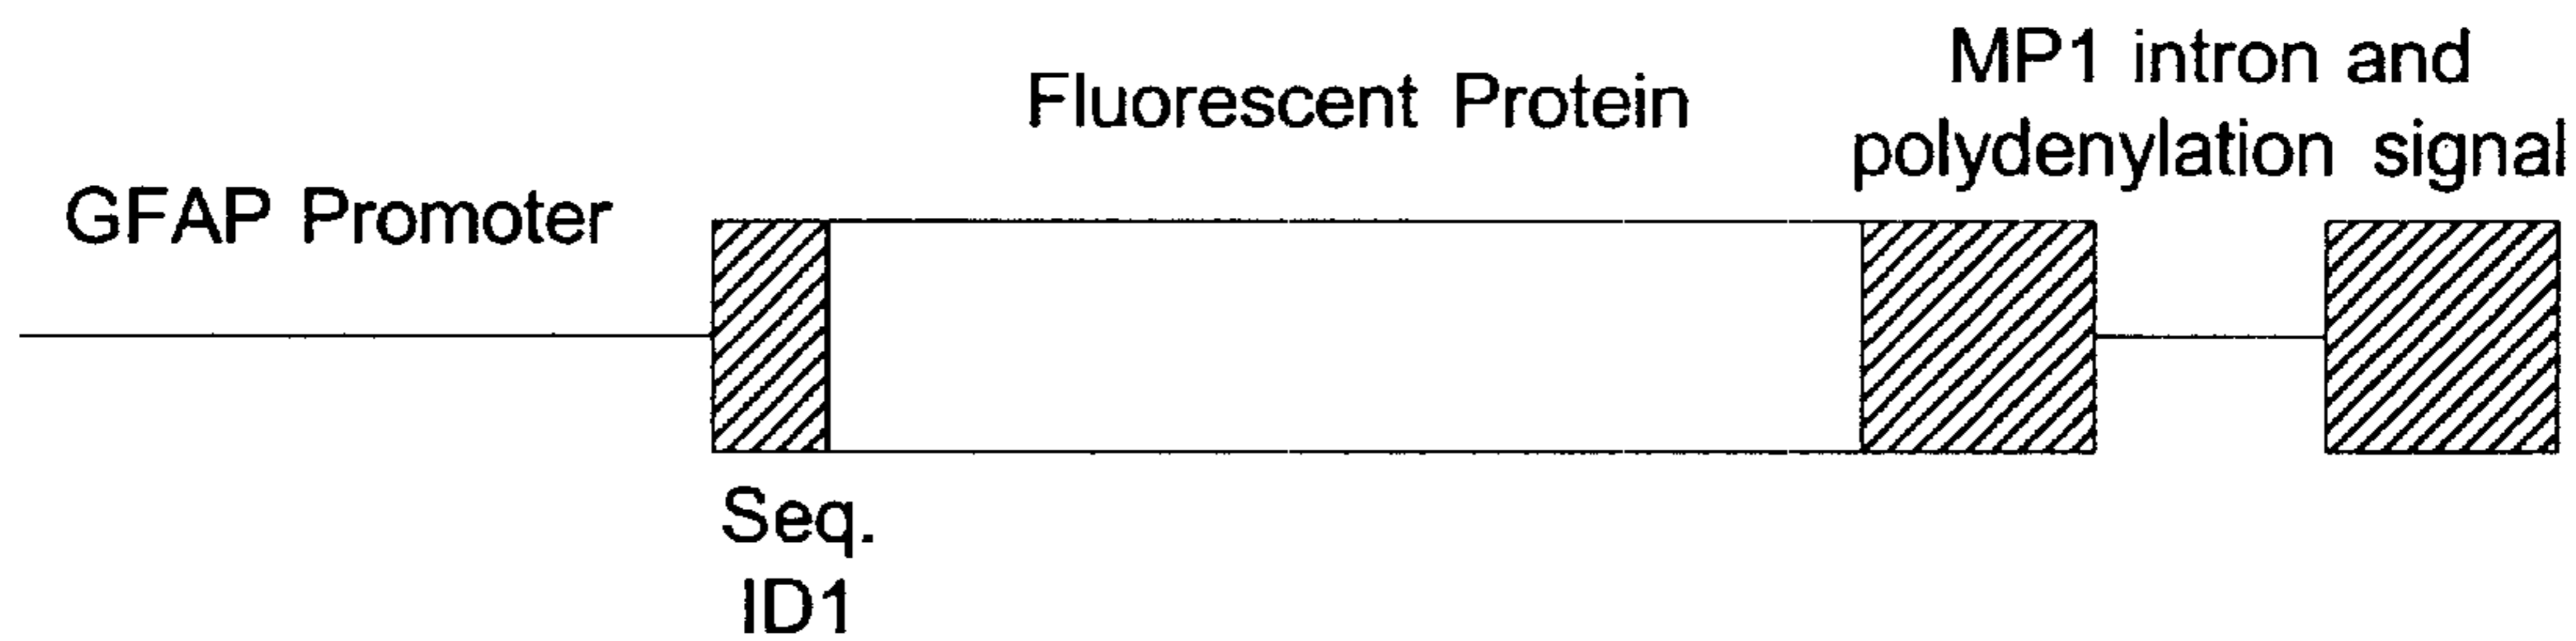 GFAP Promoter
Fluorescent Protein
MP1 intron and
polydenylation signal
Seq.
ID1